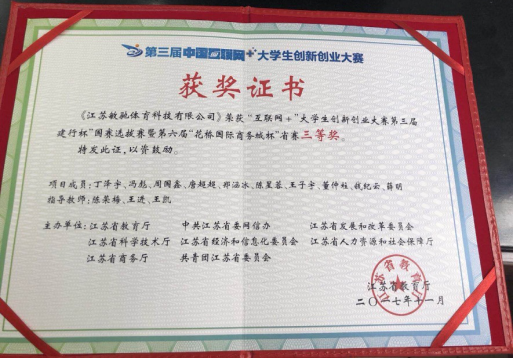 第三届中国互联网+大学生创新创业大赛
获奖证书
《江苏敏驰体育科技有限公司》荣获“互联网+”大学生创新创业大赛第三届
建行杯”国赛选拔赛暨第六届“花桥国际商务城杯”省赛三等奖。
特发此证，以资鼓励。
项目成员：丁泽宇、冯彪、周国鑫、唐超超、郑涵冰、陈星蓉、王子宇、董仲社、钱纪云、薛明
指导教师：陈荣梅、王进、王凯
主办单位：江苏省教育厅 中共江苏省委网信办 江苏省发展和改革委员会
江苏省科学技术厅 江苏省经济和信息化委员会 江苏省人力资源和社会保障厅
江苏省商务厅 共青团江苏省委员会
江苏省教育厅
江苏省教育厅
二〇一七年十一月